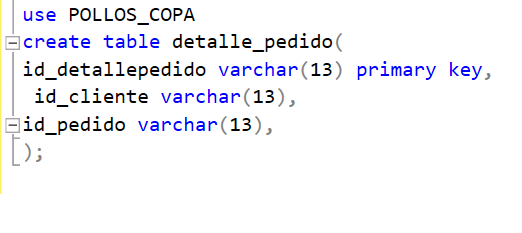 use POLLOS_COPA
create table detalle_pedido(
id_detallepedido varchar(13) primary key,
id_cliente varchar(13),
id_pedido varchar(13),
);